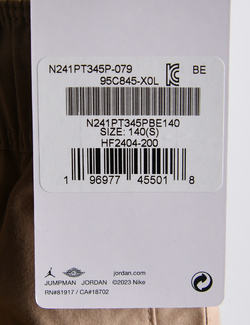 N241PT345P-079 BE
95C845-X0L
N241PT345PBE140
SIZE: 140(S)
HF2404-200
1 96977 45501 8
jordan.com
JUMPMAN JORDAN ©2023 Nike
RN#81917 / CA#18702